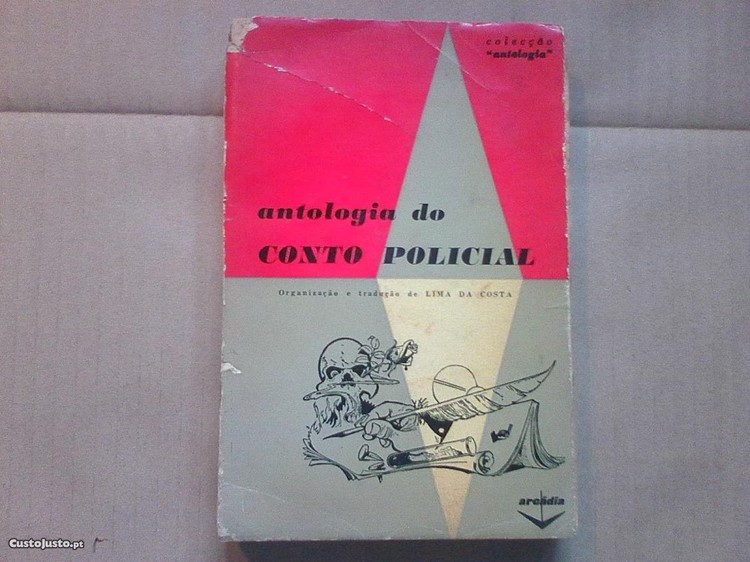 colecção
"antologia"
antologia do
CONTO POLICIAL
Organização e tradução de LIMA DA COSTA
arcádia
CustoJusto.pt